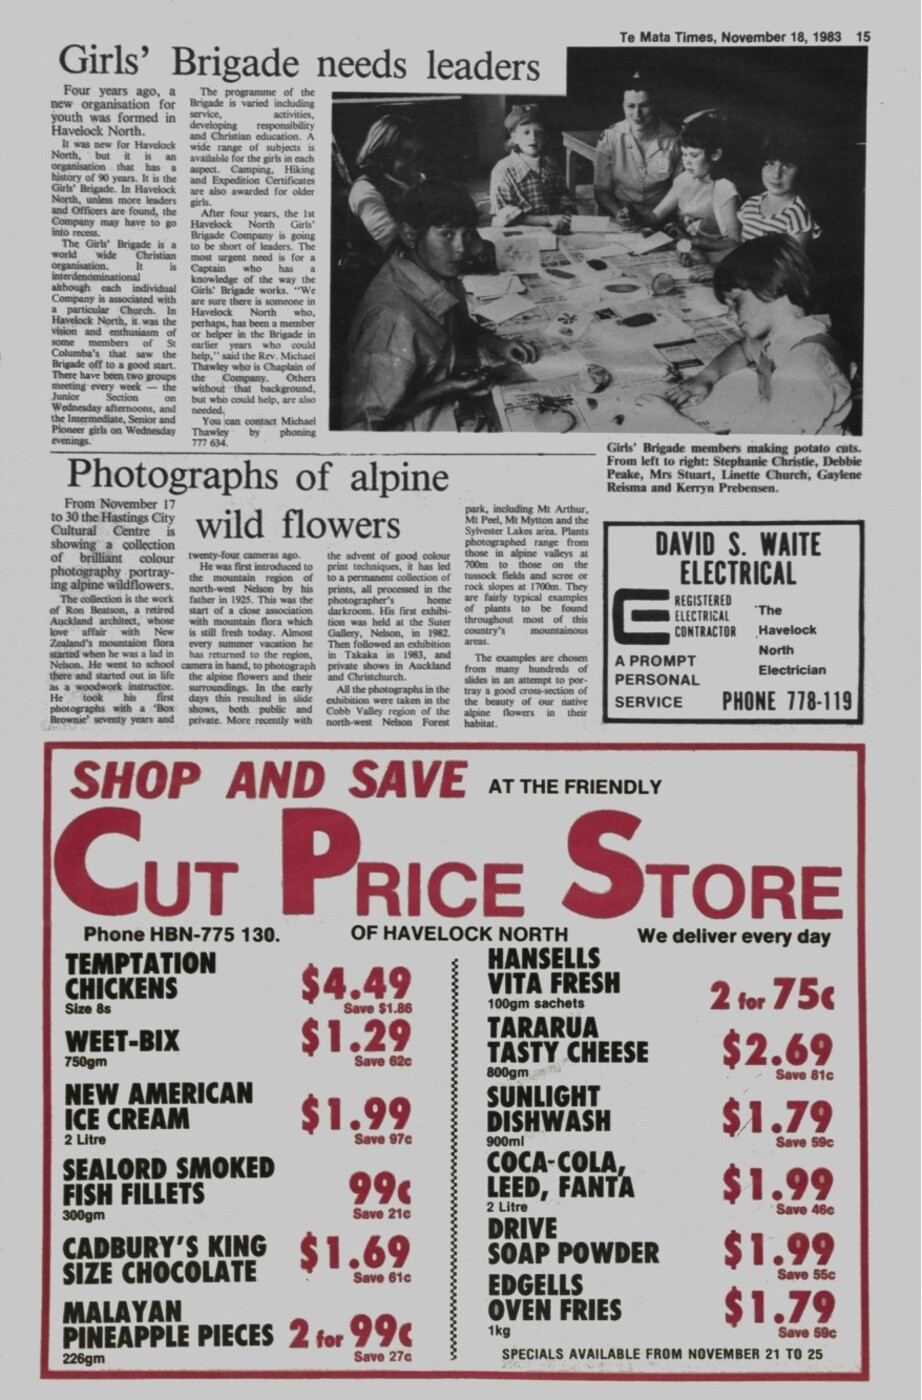 Te Mata Times, November 18, 1983 15
Girls' Brigade needs leaders
Four years ago, a
new organisation for
youth was formed in
Havelock North.
It was new for Havelock
North, but it is an
organisation that has a
history of 90 years. It is the
Girls' Brigade. In Havelock
North, unless more leaders
and Officers are found, the
Company may have to go
into recess.
The Girls' Brigade is a
world wide Christian
organisation. It is
interdenominational
although each individual
Company is associated with
a particular Church. In
Havelock North, it was the
vision and enthusiasm of
some members of St
Columba's that saw the
Brigade off to a good start.
There have been two groups
meeting every week — the
Junior Section on
Wednesday afternoons, and
the Intermediate, Senior and
Pioneer girls on Wednesday
evenings.
The programme of the
Brigade is varied including
service, activities,
developing responsibility
and Christian education. A
wide range of subjects is
available for the girls in each
aspect. Camping, Hiking
and Expedition Certificates
are also awarded for older
girls.
After four years, the 1st
Havelock North Girls'
Brigade Company is going
to be short of leaders. The
most urgent need is for a
Captain who has a
knowledge of the way the
Girls' Brigade works. "We
are sure there is someone in
Havelock North who,
perhaps, has been a member
or helper in the Brigade in
earlier years who could
help," said the Rev. Michael
Thawley who is Chaplain of
the Company. Others
without that background,
but who could help, are also
needed.
You can contact Michael
Thawley by phoning
777 634.
Girls' Brigade members making potato cuts.
From left to right: Stephanie Christie, Debbie
Peake, Mrs Stuart, Linette Church, Gaylene
Reisma and Kerryn Prebensen.
Photographs of alpine
wild flowers
From November 17
to 30 the Hastings City
Cultural Centre is
showing a collection
of brilliant colour
photography portray-
ing alpine wildflowers.
The collection is the work
of Ron Beatson, a retired
Auckland architect, whose
love affair with New
Zealand's mountaion flora
started when he was a lad in
Nelson. He went to school
there and started out in life
as a woodwork instructor.
He took his first
photographs with a 'Box
Brownie' seventy years and
twenty-four cameras ago.
He was first introduced to
the mountain region of
north-west Nelson by his
father in 1925. This was the
start of a close association
with mountain flora which
is still fresh today. Almost
every summer vacation he
has returned to the region,
camera in hand, to photograph
the alpine flowers and their
surroundings. In the early
days this resulted in slide
shows, both public and
private. More recently with
the advent of good colour
print techniques, it has led
to a permanent collection of
prints, all processed in the
photographer's home
darkroom. His first exhibi-
tion was held at the Suter
Gallery, Nelson, in 1982.
Then followed an exhibition
in Takaka in 1983, and
private shows in Auckland
and Christchurch.
All the photographs in the
exhibition were taken in the
Cobb Valley region of the
north-west Nelson Forest
park, including Mt Arthur,
Mt Peel, Mt Mytton and the
Sylvester Lakes area. Plants
photographed range from
those in alpine valleys at
700m to those on the
tussock fields and scree or
rock slopes at 1700m. They
are fairly typical examples
of plants to be found
throughout most of this
country's mountainous
areas.
The examples are chosen
from many hundreds of
slides in an attempt to por-
tray a good cross-section of
the beauty of our native
alpine flowers in their
habitat.
DAVID S. WAITE
ELECTRICAL
REGISTERED
ELECTRICAL
CONTRACTOR
The
Havelock
North
Electrician
A PROMPT
PERSONAL
SERVICE
PHONE 778-119
SHOP AND SAVE AT THE FRIENDLY
CUT PRICE STORE
Phone HBN-775 130. OF HAVELOCK NORTH We deliver every day
TEMPTATION
CHICKENS $4.49
Size 8s Save $1.86
WEET-BIX $1.29
750gm Save 62c
NEW AMERICAN
ICE CREAM $1.99
2 Litre Save 97c
SEALORD SMOKED
FISH FILLETS 99c
300gm Save 21c
CADBURY'S KING
SIZE CHOCOLATE $1.69
Save 61c
MALAYAN
PINEAPPLE PIECES 2 for 99c
226gm Save 27c
HANSELLS
VITA FRESH 2 for 75c
100gm sachets
TARARUA
TASTY CHEESE $2.69
800gm Save 81c
SUNLIGHT
DISHWASH $1.79
900ml Save 59c
COCA-COLA,
LEED, FANTA $1.99
2 Litre Save 46c
DRIVE
SOAP POWDER $1.99
Save 55c
EDGELLS
OVEN FRIES $1.79
1kg Save 59c
SPECIALS AVAILABLE FROM NOVEMBER 21 TO 25